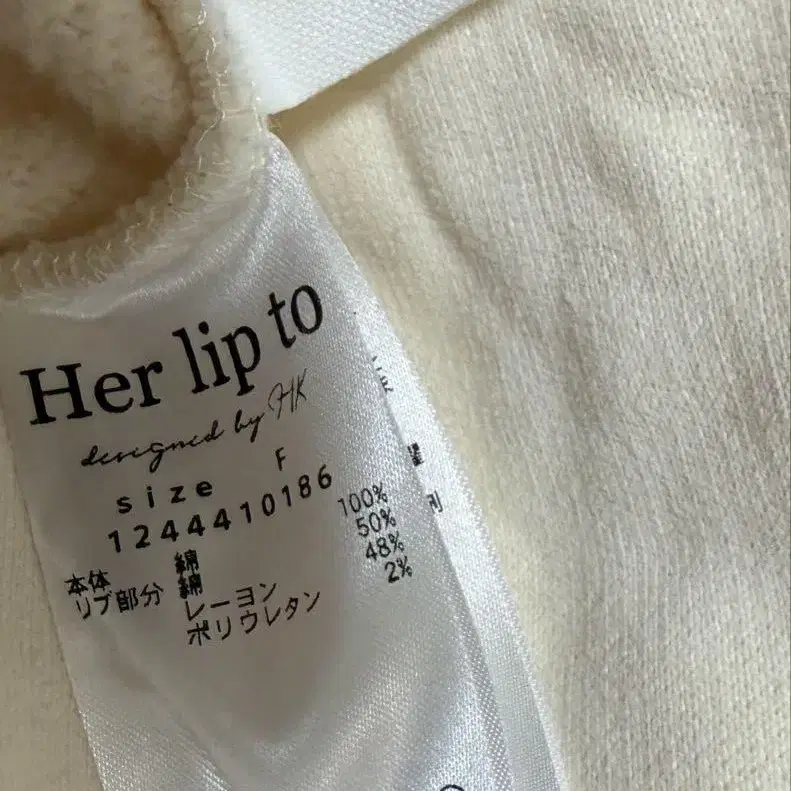 Her lip to
designed by HK
size F
1244410186
本体 綿 100%
リブ部分 綿 50%
レーヨン 48%
ポリウレタン 2%